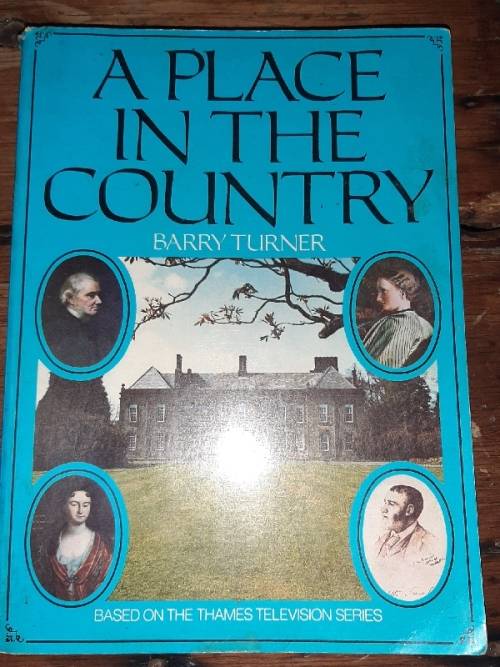 A PLACE
IN THE
COUNTRY
BARRY TURNER
BASED ON THE THAMES TELEVISION SERIES